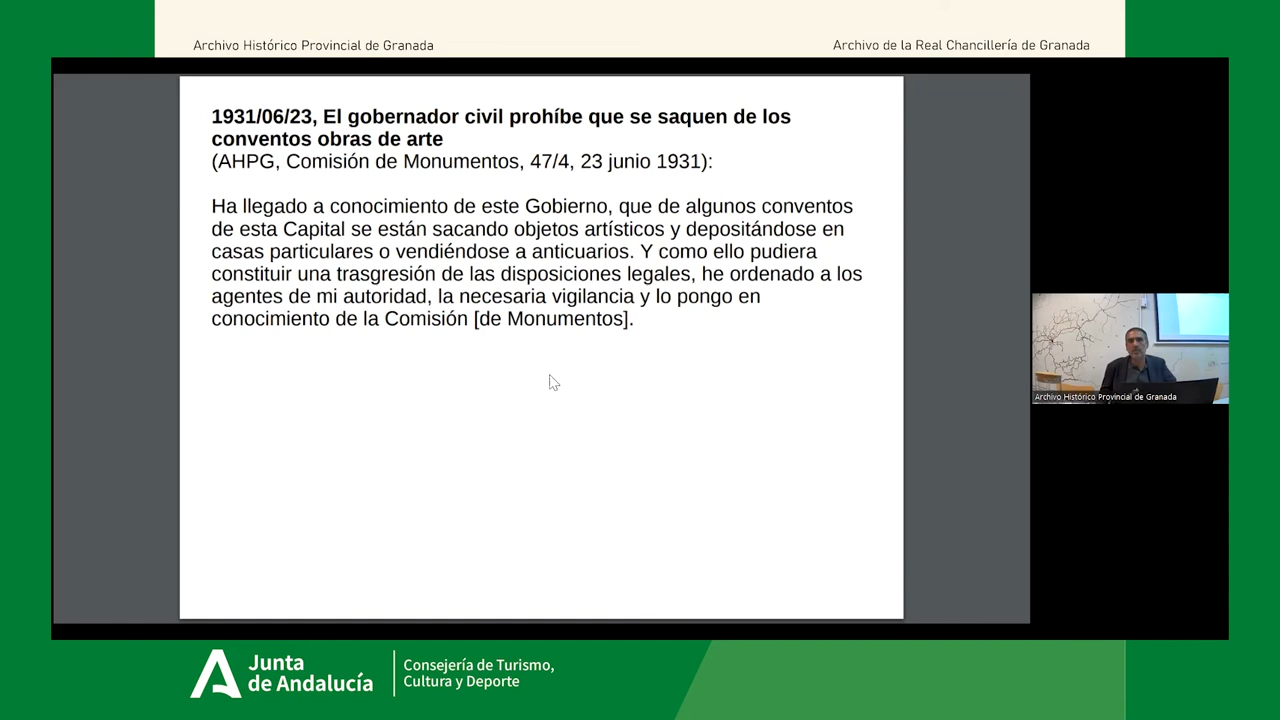 Archivo Histórico Provincial de Granada
Archivo de la Real Chancillería de Granada
1931/06/23, El gobernador civil prohíbe que se saquen de los
conventos obras de arte
(AHPG, Comisión de Monumentos, 47/4, 23 junio 1931):
Ha llegado a conocimiento de este Gobierno, que de algunos conventos
de esta Capital se están sacando objetos artísticos y depositándose en
casas particulares o vendiéndose a anticuarios. Y como ello pudiera
constituir una trasgresión de las disposiciones legales, he ordenado a los
agentes de mi autoridad, la necesaria vigilancia y lo pongo en
conocimiento de la Comisión [de Monumentos].
Archivo Histórico Provincial de Granada
Junta
de Andalucía
Consejería de Turismo,
Cultura y Deporte